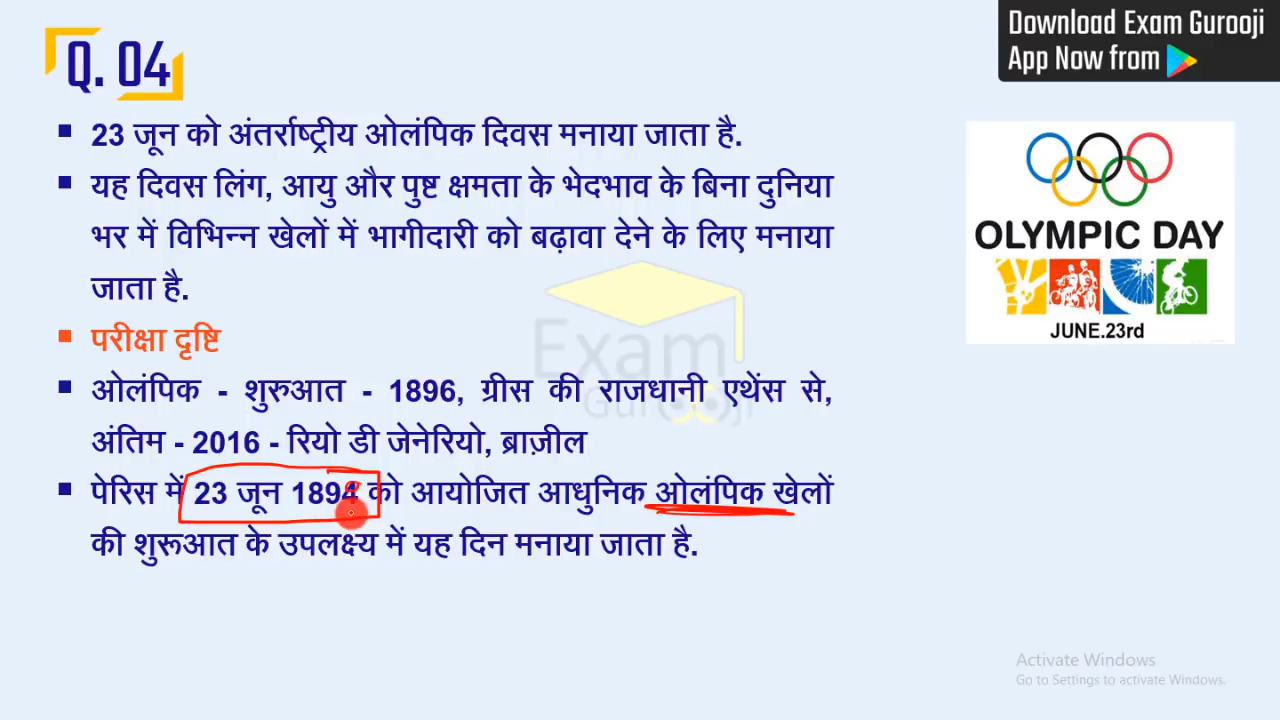 Download Exam Gurooji
App Now from
Q. 04
▪ 23 जून को अंतर्राष्ट्रीय ओलंपिक दिवस मनाया जाता है.
▪ यह दिवस लिंग, आयु और पुष्ट क्षमता के भेदभाव के बिना दुनिया
भर में विभिन्न खेलों में भागीदारी को बढ़ावा देने के लिए मनाया
जाता है.
▪ परीक्षा दृष्टि
▪ ओलंपिक - शुरुआत - 1896, ग्रीस की राजधानी एथेंस से,
अंतिम - 2016 - रियो डी जेनेरियो, ब्राज़ील
▪ पेरिस में 23 जून 1894 को आयोजित आधुनिक ओलंपिक खेलों
की शुरूआत के उपलक्ष्य में यह दिन मनाया जाता है.
OLYMPIC DAY
JUNE.23rd
Exam
Gurooji
Activate Windows
Go to Settings to activate Windows.